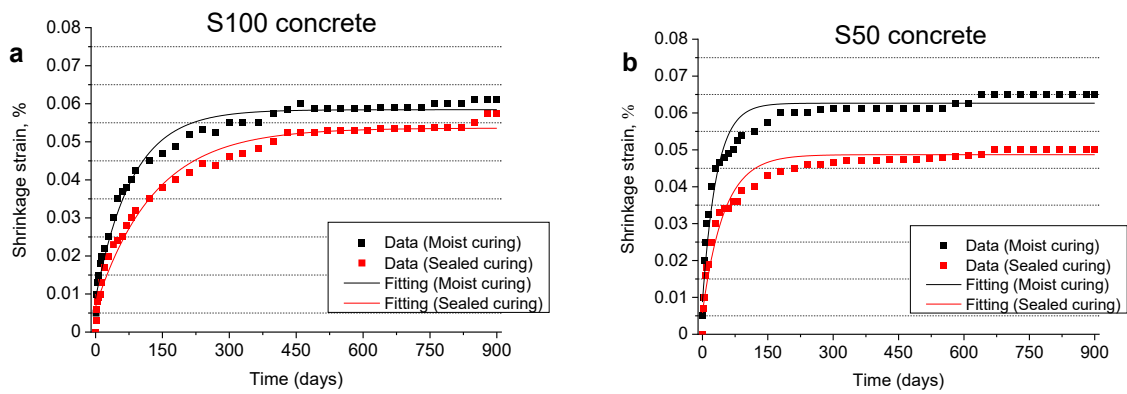 S100 concrete
a
0.08
0.07
0.06
0.05
0.04
0.03
0.02
0.01
0
Shrinkage strain, %
Data (Moist curing)
Data (Sealed curing)
Fitting (Moist curing)
Fitting (Sealed curing)
0 150 300 450 600 750 900
Time (days)
S50 concrete
b
0.08
0.07
0.06
0.05
0.04
0.03
0.02
0.01
0
Shrinkage strain, %
Data (Moist curing)
Data (Sealed curing)
Fitting (Moist curing)
Fitting (Sealed curing)
0 150 300 450 600 750 900
Time (days)